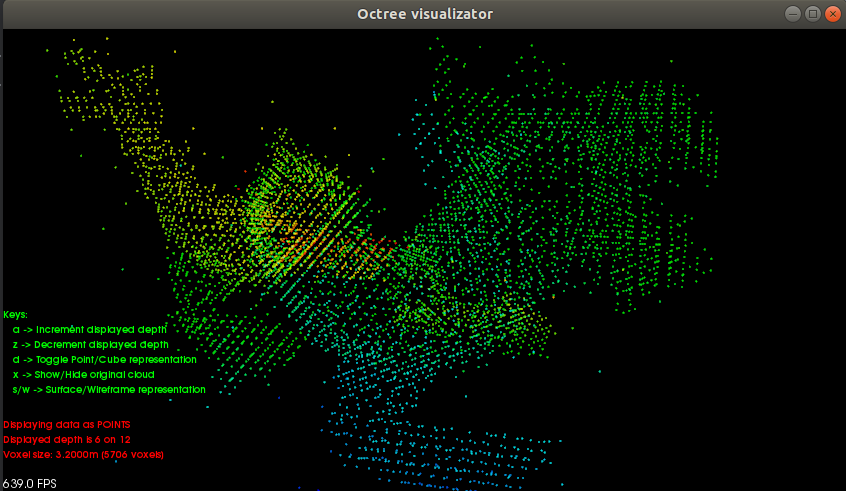 Octree visualizator
Keys:
a -> Increment displayed depth
z -> Decrement displayed depth
d -> Toggle Point/Cube representation
x -> Show/Hide original cloud
s/w -> Surface/Wireframe representation
Displaying data as POINTS
Displayed depth is 6 on 12
Voxel size: 3.2000m (5706 voxels)
639.0 FPS